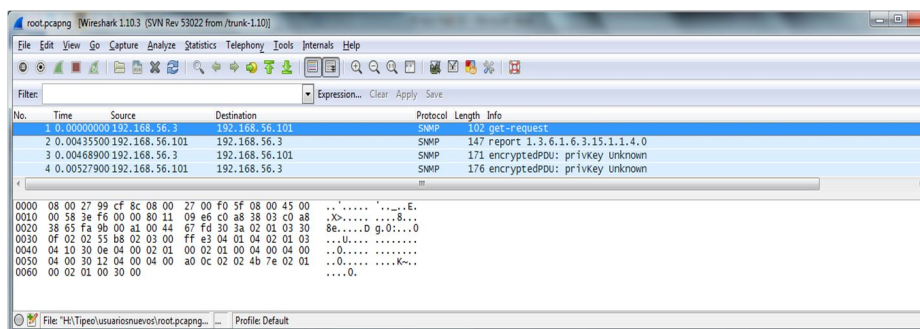 root.pcapng [Wireshark 1.10.3 (SVN Rev 53022 from /trunk-1.10)]
File Edit View Go Capture Analyze Statistics Telephony Tools Internals Help
Filter: Expression... Clear Apply Save
No. Time Source Destination Protocol Length Info
1 0.00000000 192.168.56.3 192.168.56.101 SNMP 102 get-request
2 0.00435500 192.168.56.101 192.168.56.3 SNMP 147 report 1.3.6.1.6.3.15.1.1.4.0
3 0.00468900 192.168.56.3 192.168.56.101 SNMP 171 encryptedPDU: privKey Unknown
4 0.00527900 192.168.56.101 192.168.56.3 SNMP 176 encryptedPDU: privKey Unknown
0000 08 00 27 99 cf 8c 08 00 27 00 f0 5f 08 00 45 00 ..'..... '.._..E.
0010 00 58 3e f6 00 00 80 11 09 e6 c0 a8 38 03 c0 a8 .X>..... ....8...
0020 38 65 fa 9b 00 a1 00 44 67 fd 30 3a 02 01 03 30 8e.....D g.0:...0
0030 0f 02 02 55 b8 02 03 00 ff e3 04 01 04 02 01 03 ...U.... ........
0040 04 10 30 0e 04 00 02 01 00 02 01 00 04 00 04 00 ..0..... ........
0050 04 00 30 12 04 00 04 00 a0 0c 02 02 4b 7e 02 01 ..0..... ....K~..
0060 00 02 01 00 30 00 ....0.
File: "H:\Tipeo\usuariosnuevos\root.pcapng... ... Profile: Default